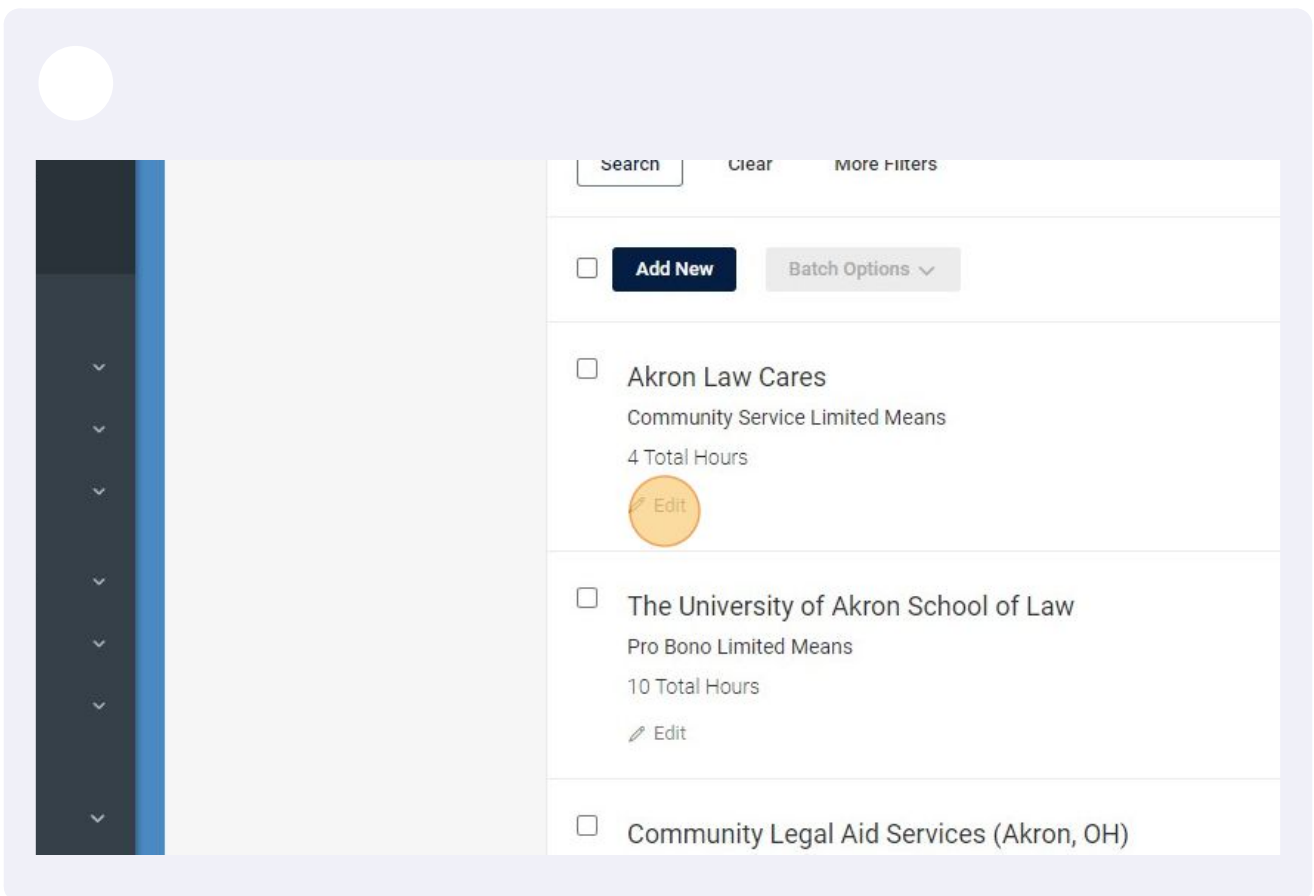 Search Clear More Filters
Add New Batch Options
Akron Law Cares
Community Service Limited Means
4 Total Hours
Edit
The University of Akron School of Law
Pro Bono Limited Means
10 Total Hours
Edit
Community Legal Aid Services (Akron, OH)